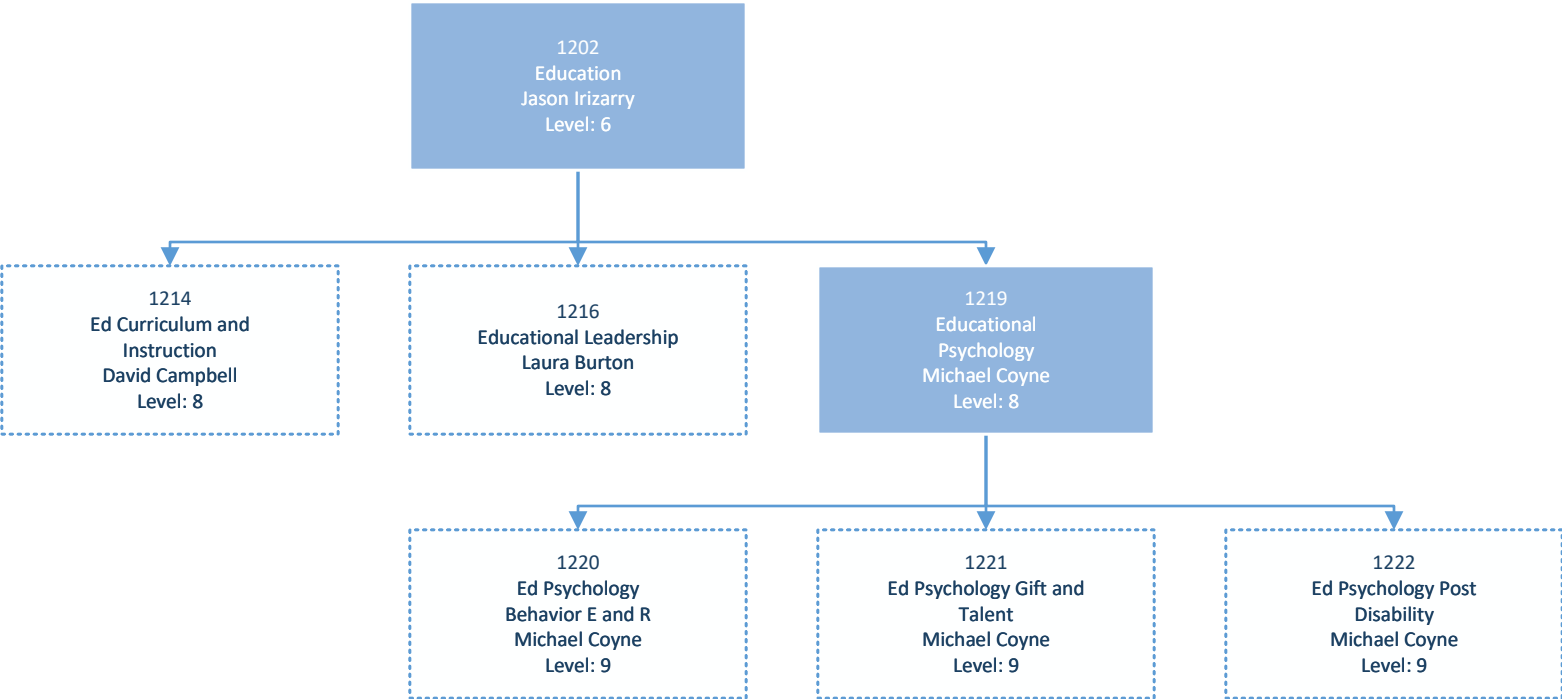 1202
Education
Jason Irizarry
Level: 6
1214
Ed Curriculum and
Instruction
David Campbell
Level: 8
1216
Educational Leadership
Laura Burton
Level: 8
1219
Educational
Psychology
Michael Coyne
Level: 8
1220
Ed Psychology
Behavior E and R
Michael Coyne
Level: 9
1221
Ed Psychology Gift and
Talent
Michael Coyne
Level: 9
1222
Ed Psychology Post
Disability
Michael Coyne
Level: 9